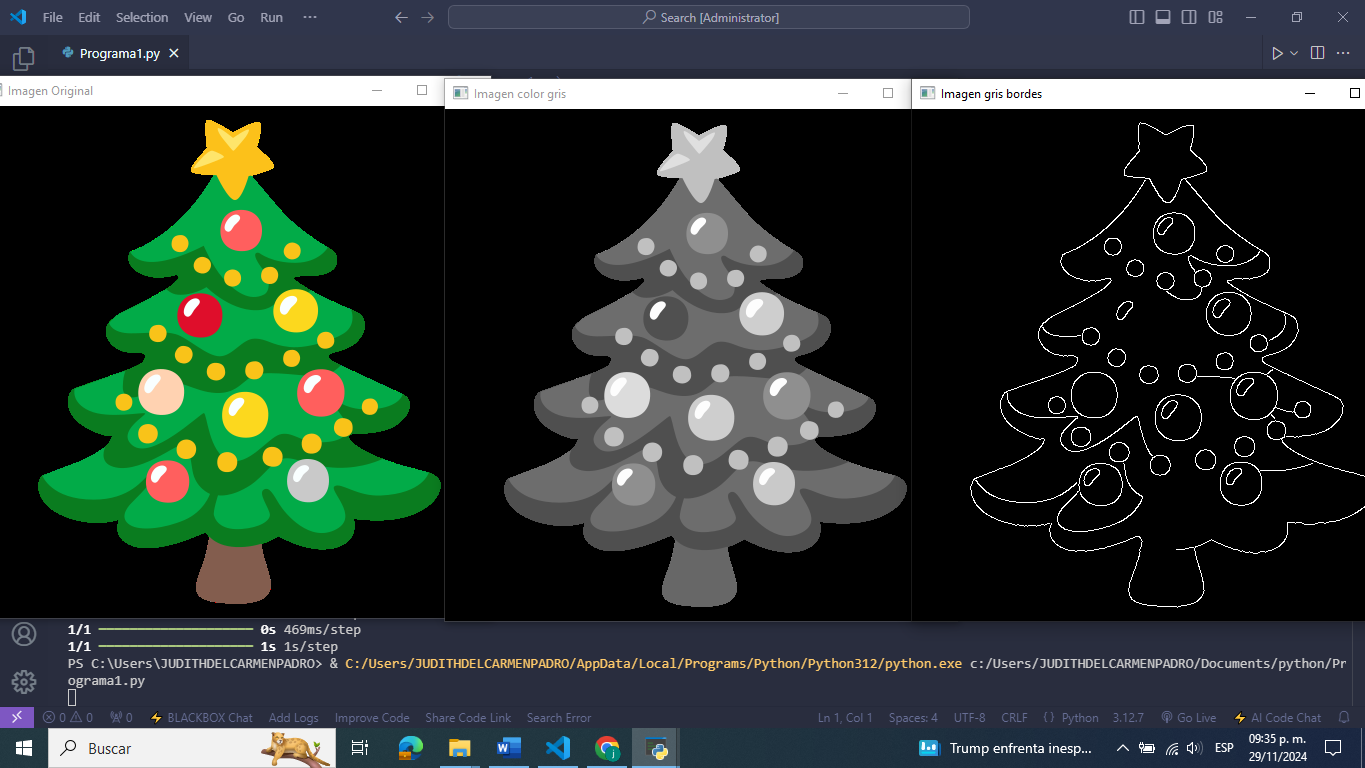 File Edit Selection View Go Run ··· Search [Administrator]
Programa1.py
Imagen Original
Imagen color gris
Imagen gris bordes
1/1 ━━━━━━━━━━━━━━━━━━━━ 0s 469ms/step
1/1 ━━━━━━━━━━━━━━━━━━━━ 1s 1s/step
PS C:\Users\JUDITHDELCARMENPADRO> & C:/Users/JUDITHDELCARMENPADRO/AppData/Local/Programs/Python/Python312/python.exe c:/Users/JUDITHDELCARMENPADRO/Documents/python/Pr
ograma1.py
0 0 0 BLACKBOX Chat Add Logs Improve Code Share Code Link Search Error Ln 1, Col 1 Spaces: 4 UTF-8 CRLF {} Python 3.12.7 Go Live AI Code Chat
Buscar Trump enfrenta inesp... ESP 09:35 p. m.
29/11/2024